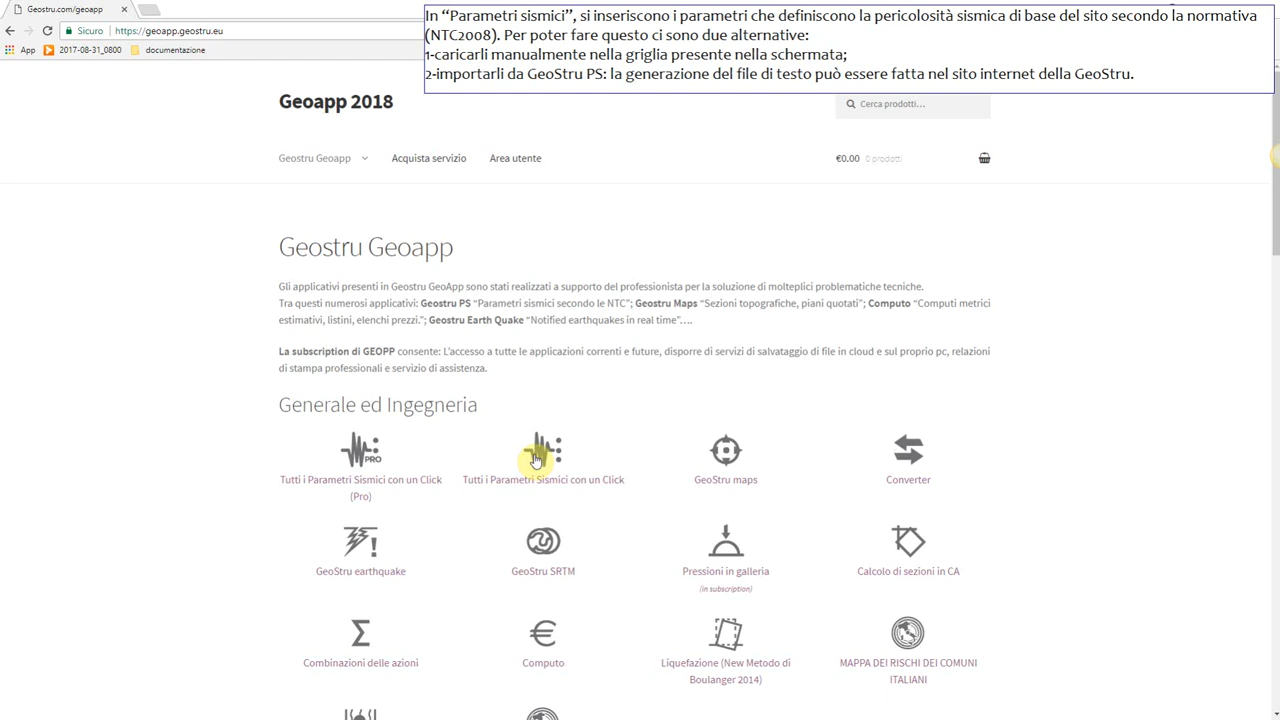 Geostru.com/geoapp
Sicuro https://geoapp.geostru.eu
App 2017-08-31_0800 documentazione
In “Parametri sismici”, si inseriscono i parametri che definiscono la pericolosità sismica di base del sito secondo la normativa
(NTC2008). Per poter fare questo ci sono due alternative:
1-caricarli manualmente nella griglia presente nella schermata;
2-importarli da GeoStru PS: la generazione del file di testo può essere fatta nel sito internet della GeoStru.
Geoapp 2018
Cerca prodotti…
Geostru Geoapp Acquista servizio Area utente €0.00 0 prodotti
Geostru Geoapp
Gli applicativi presenti in Geostru GeoApp sono stati realizzati a supporto del professionista per la soluzione di molteplici problematiche tecniche.
Tra questi numerosi applicativi: Geostru PS “Parametri sismici secondo le NTC”; Geostru Maps “Sezioni topografiche, piani quotati”; Computo “Computi metrici
estimativi, listini, elenchi prezzi.”; Geostru Earth Quake “Notified earthquakes in real time”….
La subscription di GEOPP consente: L’accesso a tutte le applicazioni correnti e future, disporre di servizi di salvataggio di file in cloud e sul proprio pc, relazioni
di stampa professionali e servizio di assistenza.
Generale ed Ingegneria
PRO
Tutti i Parametri Sismici con un Click
(Pro)
Tutti i Parametri Sismici con un Click
GeoStru maps
Converter
GeoStru earthquake
GeoStru SRTM
Pressioni in galleria
(in subscription)
Calcolo di sezioni in CA
Combinazioni delle azioni
Computo
Liquefazione (New Metodo di
Boulanger 2014)
MAPPA DEI RISCHI DEI COMUNI
ITALIANI